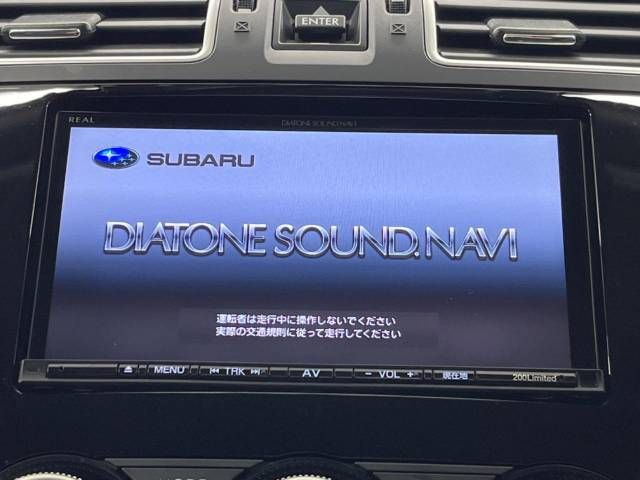 ENTER
REAL
DIATONE SOUND.NAVI
SUBARU
DIATONE SOUND.NAVI
運転者は走行中に操作しないでください
実際の交通規則に従って走行してください
MENU TRK AV − VOL + 現在地 200Limited
MODE